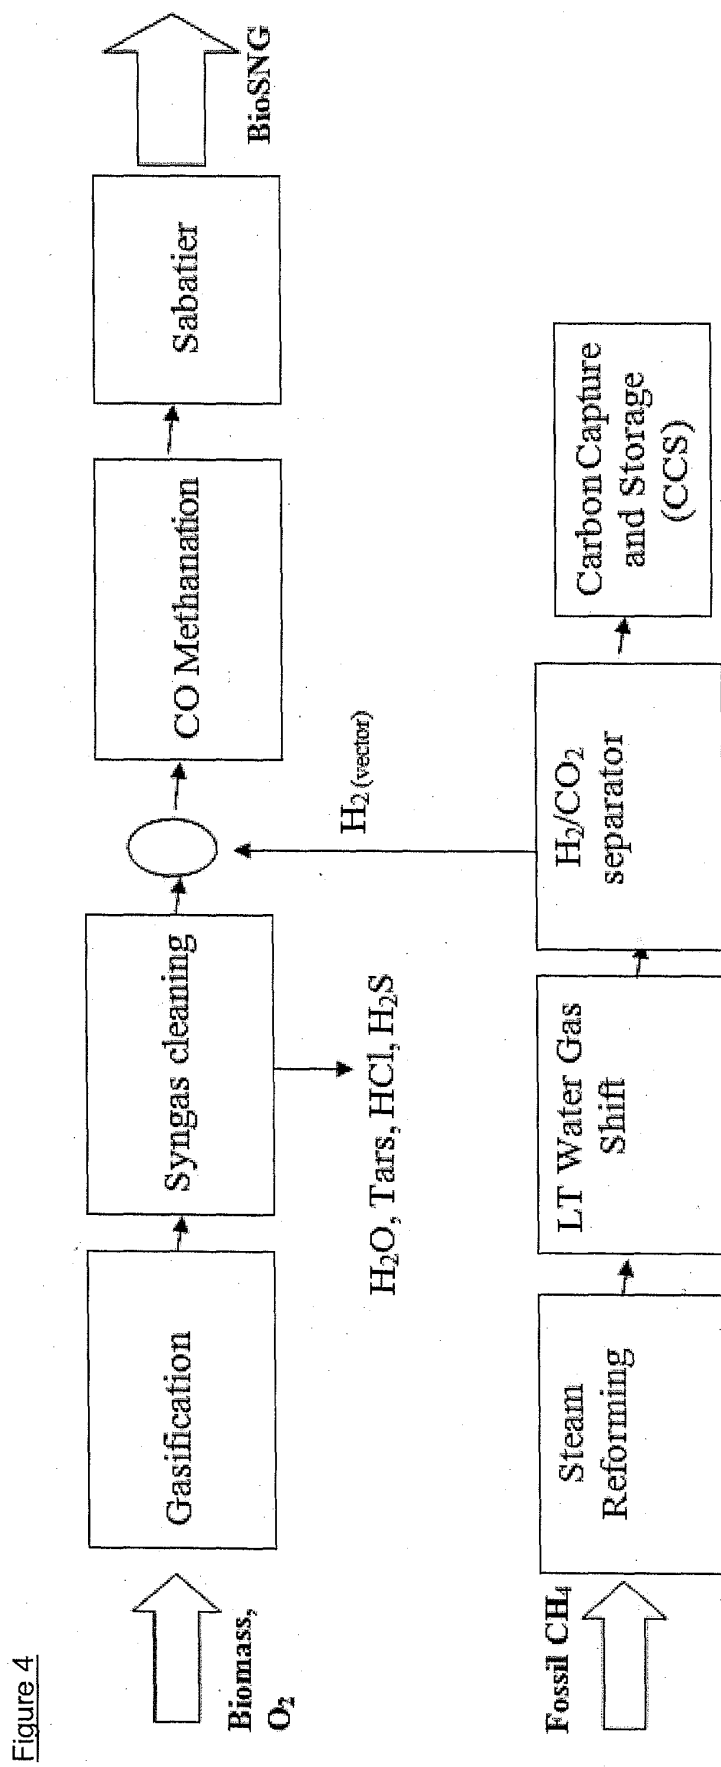 Figure 4
Biomass,
O₂
Gasification
Syngas cleaning
H₂O, Tars, HCl, H₂S
CO Methanation
Sabatier
BioSNG
H₂ (vector)
Fossil CH₄
Steam
Reforming
LT Water Gas
Shift
H₂/CO₂
separator
Carbon Capture
and Storage
(CCS)